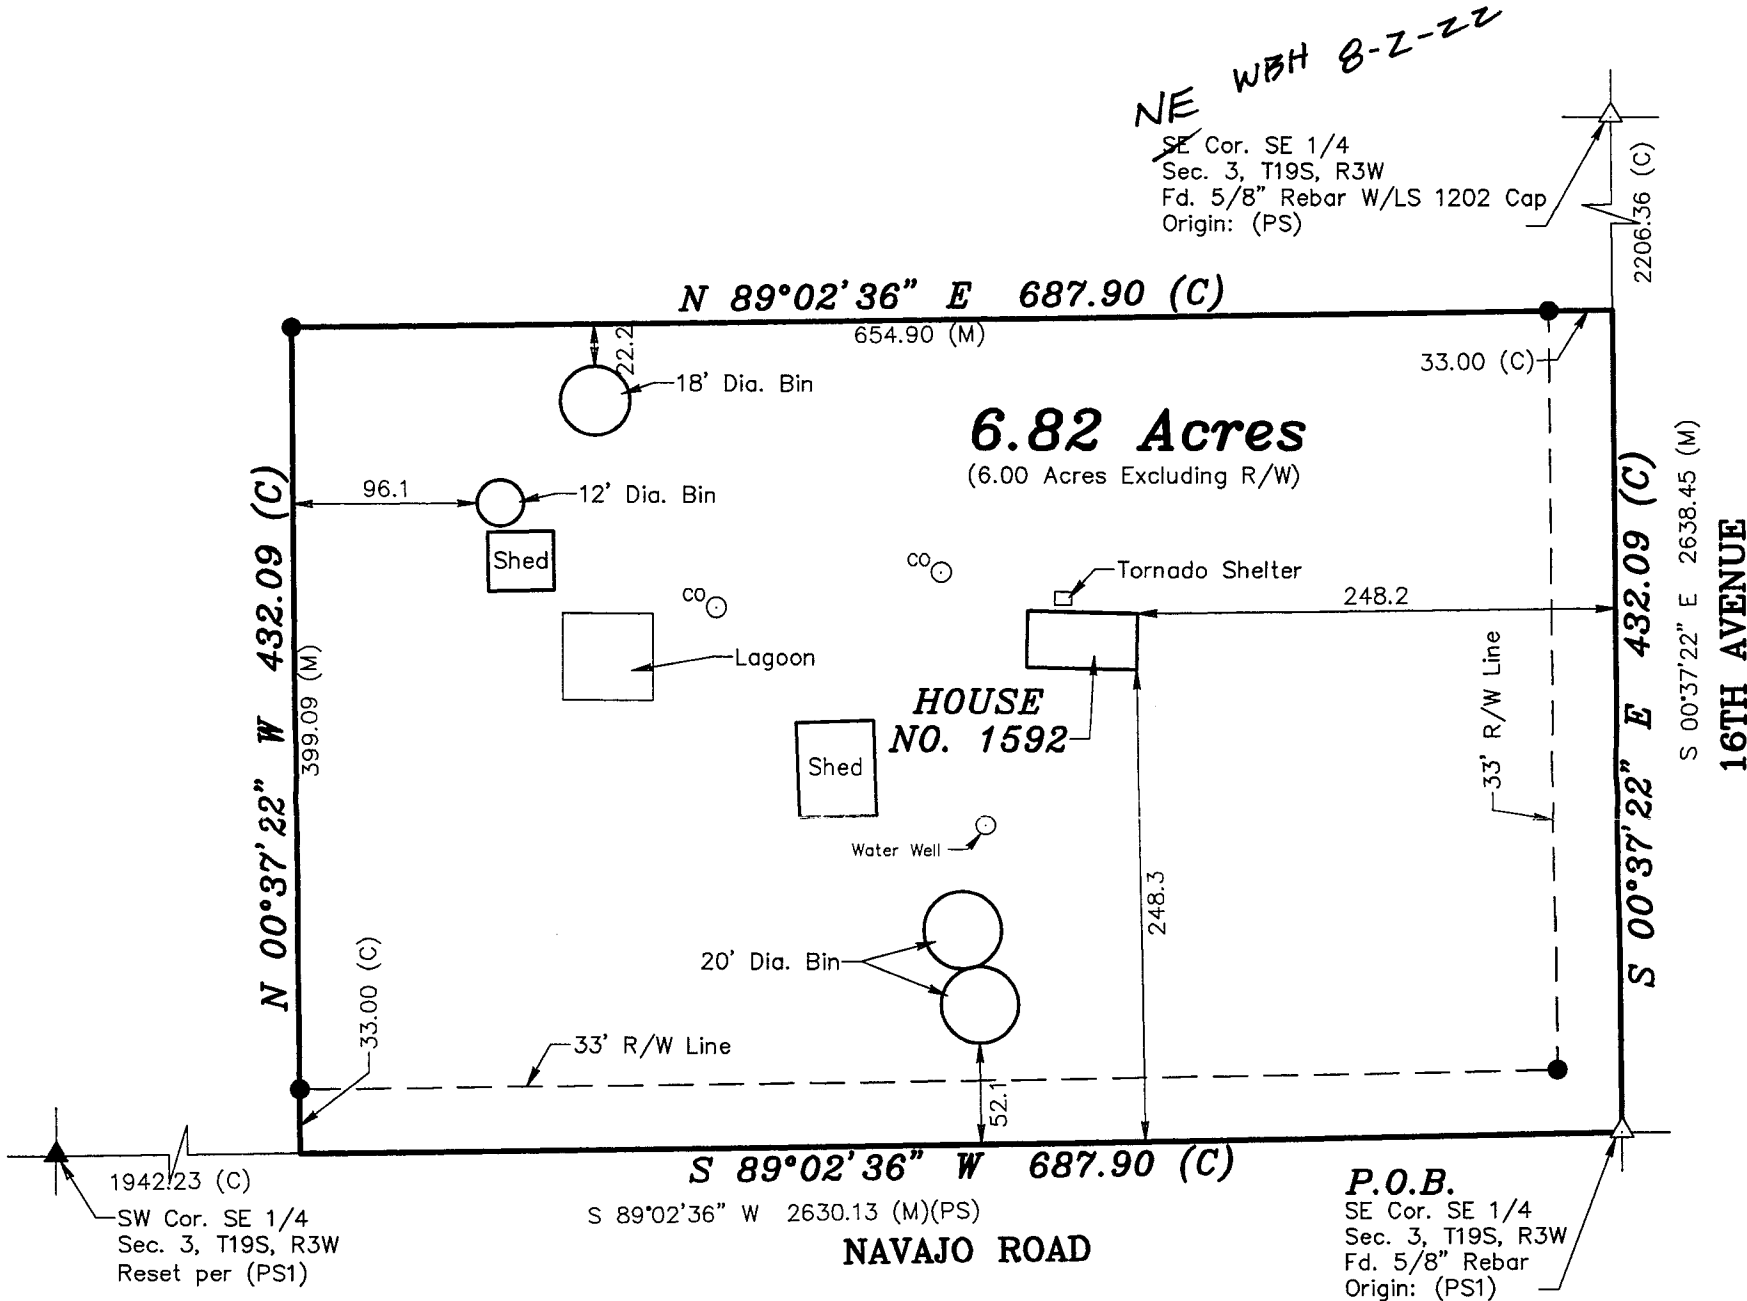 NE WBH 8-2-22
SE Cor. SE 1/4
Sec. 3, T19S, R3W
Fd. 5/8" Rebar W/LS 1202 Cap
Origin: (PS)
2206.36 (C)
N 89°02'36" E 687.90 (C)
654.90 (M)
33.00 (C)
22.2
18' Dia. Bin
6.82 Acres
(6.00 Acres Excluding R/W)
96.1
12' Dia. Bin
Shed
CO
CO
Tornado Shelter
248.2
Lagoon
HOUSE
NO. 1592
Shed
Water Well
248.3
20' Dia. Bin
33' R/W Line
52.1
33' R/W Line
N 00°37'22" W 432.09 (C)
399.09 (M)
33.00 (C)
S 00°37'22" E 432.09 (C)
S 00°37'22" E 2638.45 (M)
16TH AVENUE
1942.23 (C)
SW Cor. SE 1/4
Sec. 3, T19S, R3W
Reset per (PS1)
S 89°02'36" W 687.90 (C)
S 89°02'36" W 2630.13 (M)(PS)
NAVAJO ROAD
P.O.B.
SE Cor. SE 1/4
Sec. 3, T19S, R3W
Fd. 5/8" Rebar
Origin: (PS1)